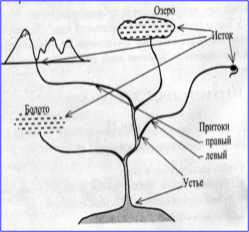 Озеро
Исток
Болото
Притоки
- правый
- левый
Устье